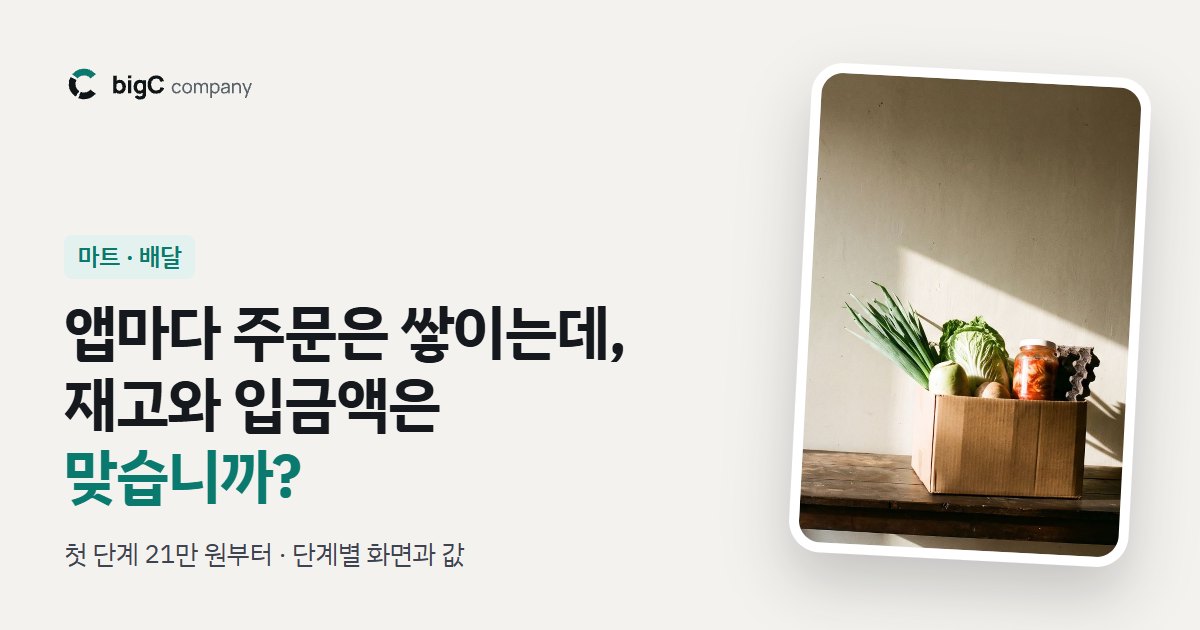 bigC company
마트 · 배달
앱마다 주문은 쌓이는데,
재고와 입금액은
맞습니까?
첫 단계 21만 원부터 · 단계별 화면과 값